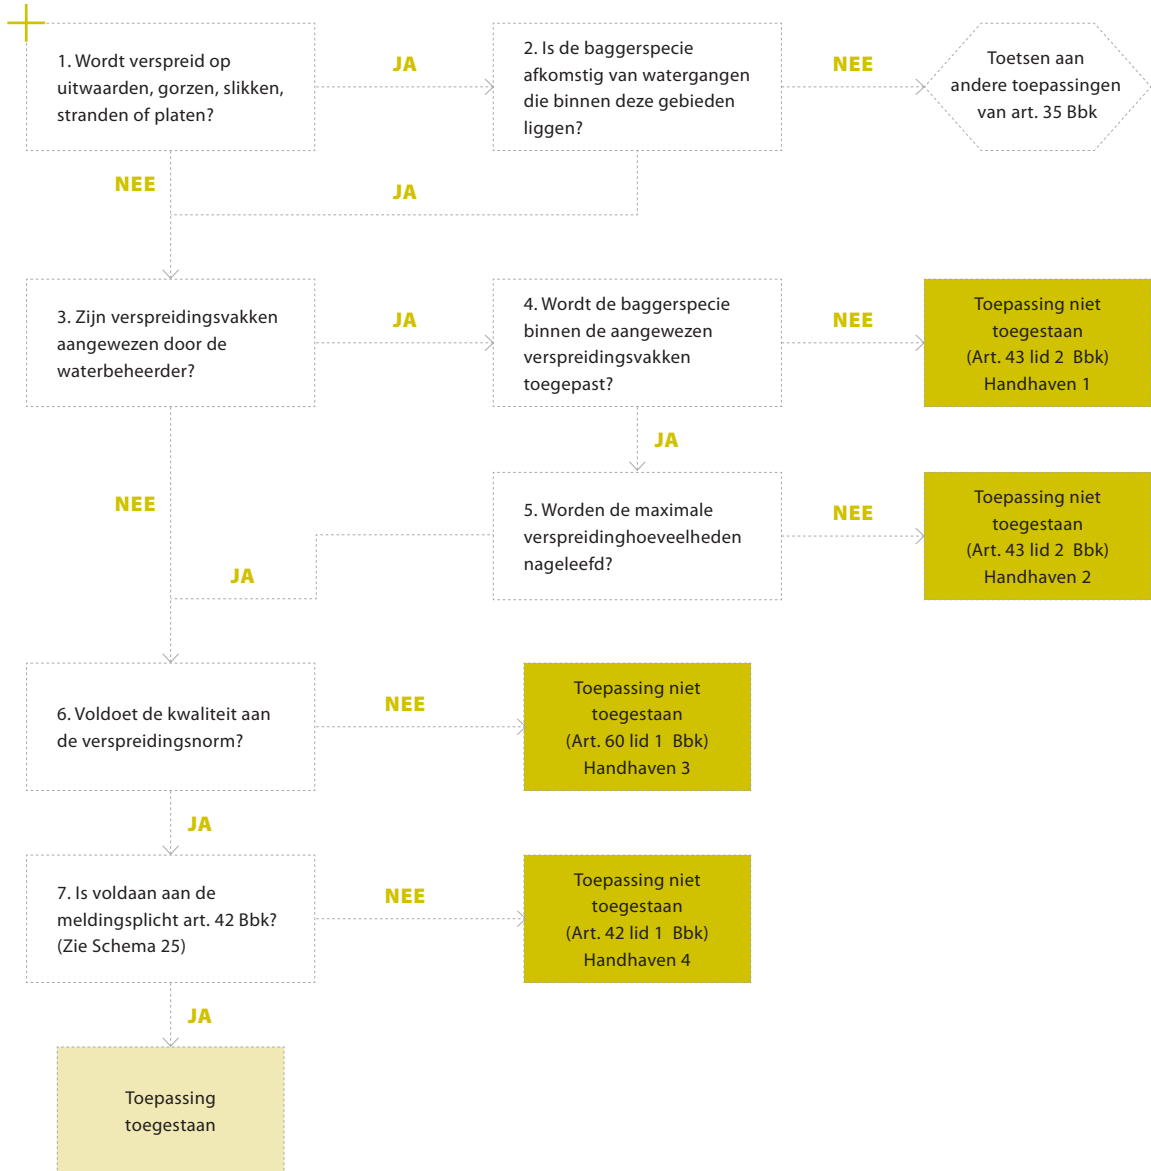 1. Wordt verspreid op
uitwaarden, gorzen, slikken,
stranden of platen?
JA
2. Is de baggerspecie
afkomstig van watergangen
die binnen deze gebieden
liggen?
NEE
Toetsen aan
andere toepassingen
van art. 35 Bbk
NEE
JA
3. Zijn verspreidingsvakken
aangewezen door de
waterbeheerder?
JA
4. Wordt de baggerspecie
binnen de aangewezen
verspreidingsvakken
toegepast?
NEE
Toepassing niet
toegestaan
(Art. 43 lid 2 Bbk)
Handhaven 1
JA
NEE
5. Worden de maximale
verspreidinghoeveelheden
nageleefd?
NEE
Toepassing niet
toegestaan
(Art. 43 lid 2 Bbk)
Handhaven 2
JA
6. Voldoet de kwaliteit aan
de verspreidingsnorm?
NEE
Toepassing niet
toegestaan
(Art. 60 lid 1 Bbk)
Handhaven 3
JA
7. Is voldaan aan de
meldingsplicht art. 42 Bbk?
(Zie Schema 25)
NEE
Toepassing niet
toegestaan
(Art. 42 lid 1 Bbk)
Handhaven 4
JA
Toepassing
toegestaan